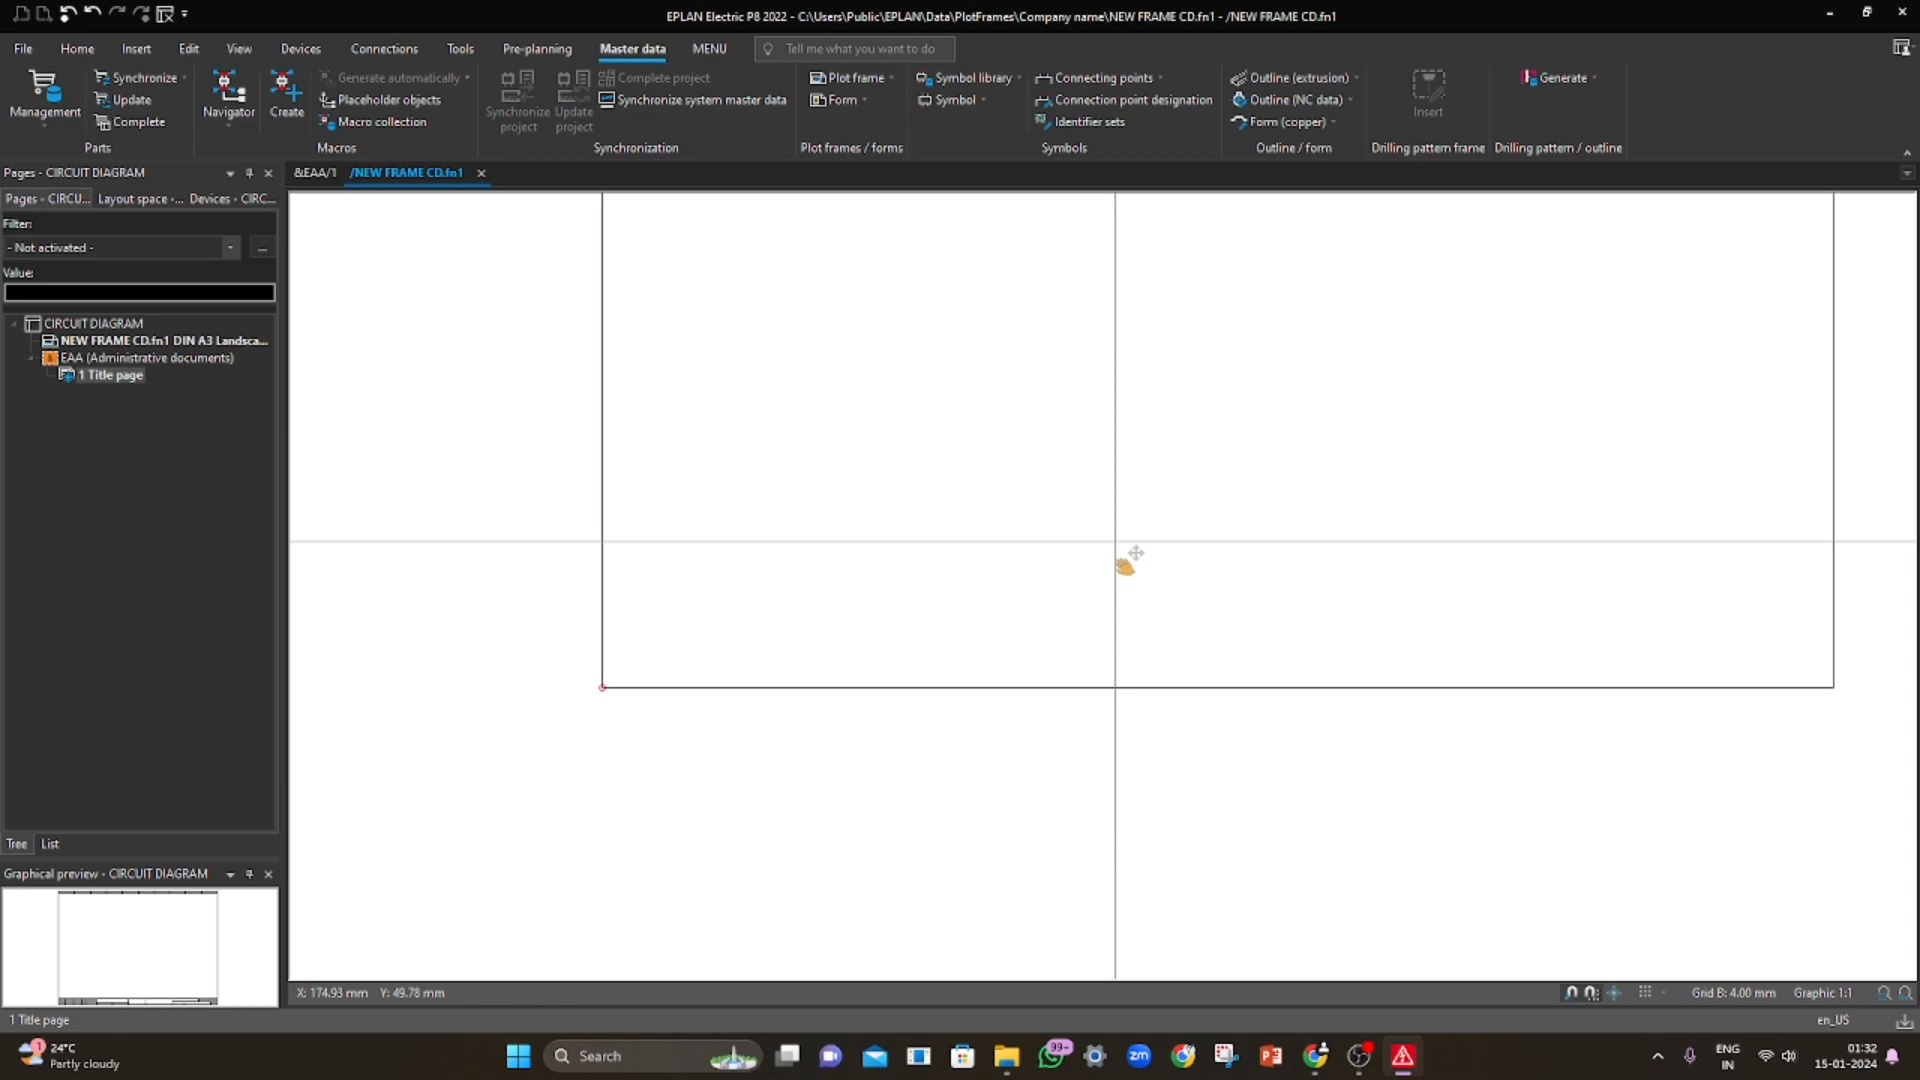 EPLAN Electric P8 2022 - C:\Users\Public\EPLAN\Data\PlotFrames\Company name\NEW FRAME CD.fn1 - /NEW FRAME CD.fn1
File Home Insert Edit View Devices Connections Tools Pre-planning Master data MENU Tell me what you want to do
Management
Synchronize
Update
Complete
Parts
Navigator
Create
Generate automatically
Placeholder objects
Macro collection
Macros
Synchronize project
Update project
Complete project
Synchronize system master data
Synchronization
Plot frame
Form
Plot frames / forms
Symbol library
Symbol
Connecting points
Connection point designation
Identifier sets
Symbols
Outline (extrusion)
Outline (NC data)
Form (copper)
Outline / form
Insert
Drilling pattern frame
Generate
Drilling pattern / outline
Pages - CIRCUIT DIAGRAM
&EAA/1 /NEW FRAME CD.fn1
Pages - CIRCU... Layout space -... Devices - CIRC...
Filter:
- Not activated -
...
Value:
CIRCUIT DIAGRAM
NEW FRAME CD.fn1 DIN A3 Landsca...
EAA (Administrative documents)
1 Title page
Tree List
Graphical preview - CIRCUIT DIAGRAM
X: 174.93 mm Y: 49.78 mm
Grid B: 4.00 mm Graphic 1:1
1 Title page
en_US
1
24°C
Partly cloudy
Search
99+
zm
ENG
IN
01:32
15-01-2024